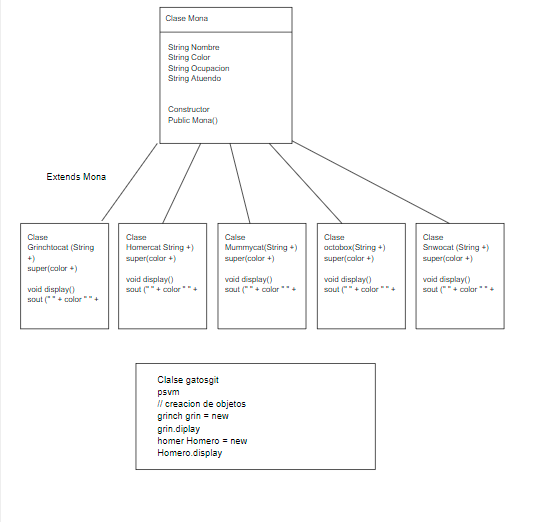 Clase Mona
String Nombre
String Color
String Ocupacion
String Atuendo
Constructor
Public Mona()
Extends Mona
Clase
Grinchtocat (String
+)
super(color +)
void display()
sout (" " + color " " +
Clase
Homercat String +)
super(color +)
void display()
sout (" " + color " " +
Calse
Mummycat(String +)
super(color +)
void display()
sout (" " + color " " +
Clase
octobox(String +)
super(color +)
void display()
sout (" " + color " " +
Clase
Snwocat (String +)
super(color +)
void display()
sout (" " + color " " +
Clalse gatosgit
psvm
// creacion de objetos
grinch grin = new
grin.diplay
homer Homero = new
Homero.display